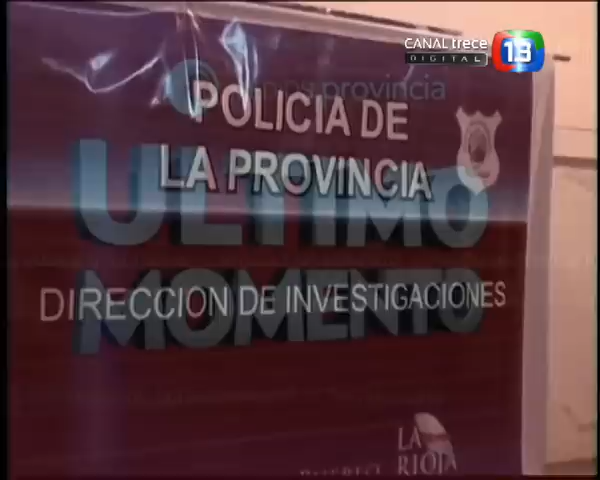 CANAL trece 13
DIGITAL
provincia
POLICIA DE
LA PROVINCIA
ULTIMO
DIRECCION DE INVESTIGACIONES
MOMENTO
LA
RIOJA